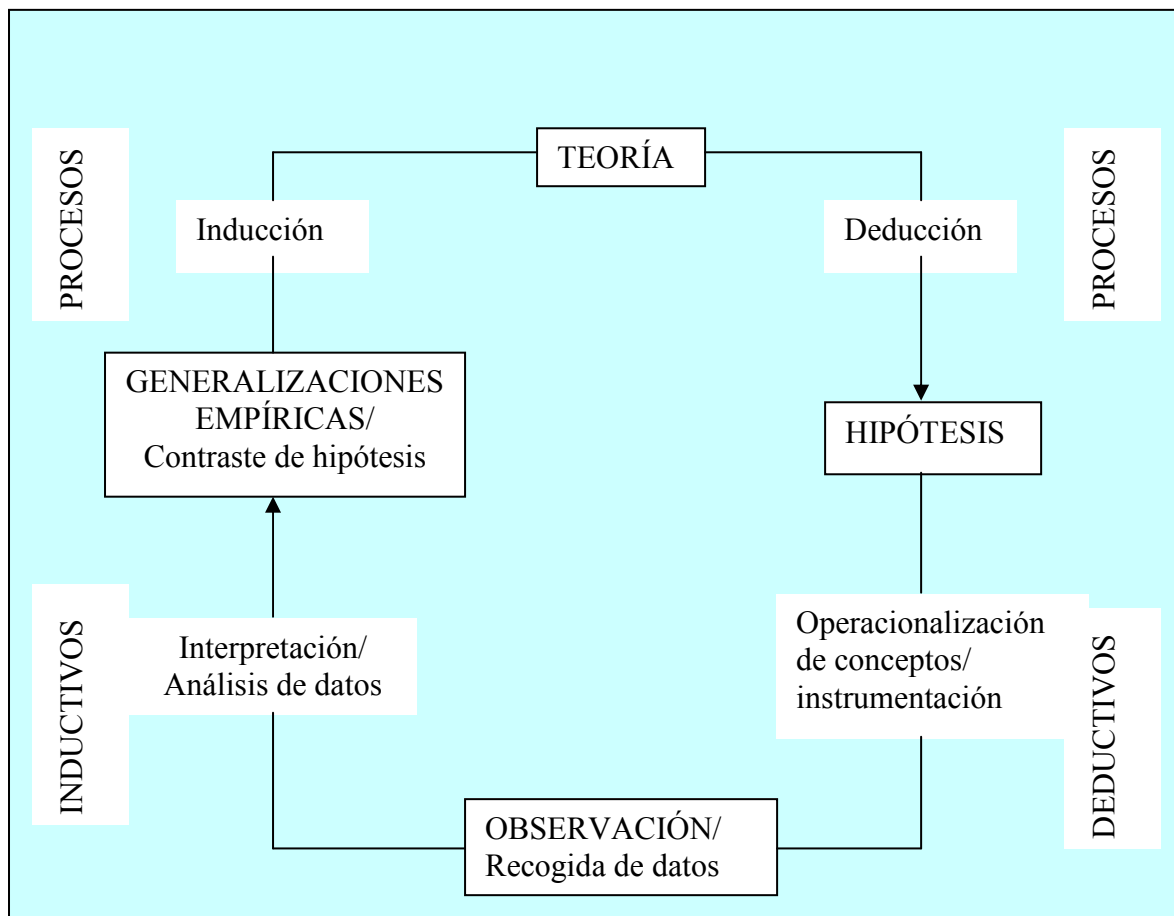 TEORÍA
PROCESOS
Inducción
Deducción
PROCESOS
GENERALIZACIONES
EMPÍRICAS/
Contraste de hipótesis
HIPÓTESIS
INDUCTIVOS
Interpretación/
Análisis de datos
Operacionalización
de conceptos/
instrumentación
DEDUCTIVOS
OBSERVACIÓN/
Recogida de datos